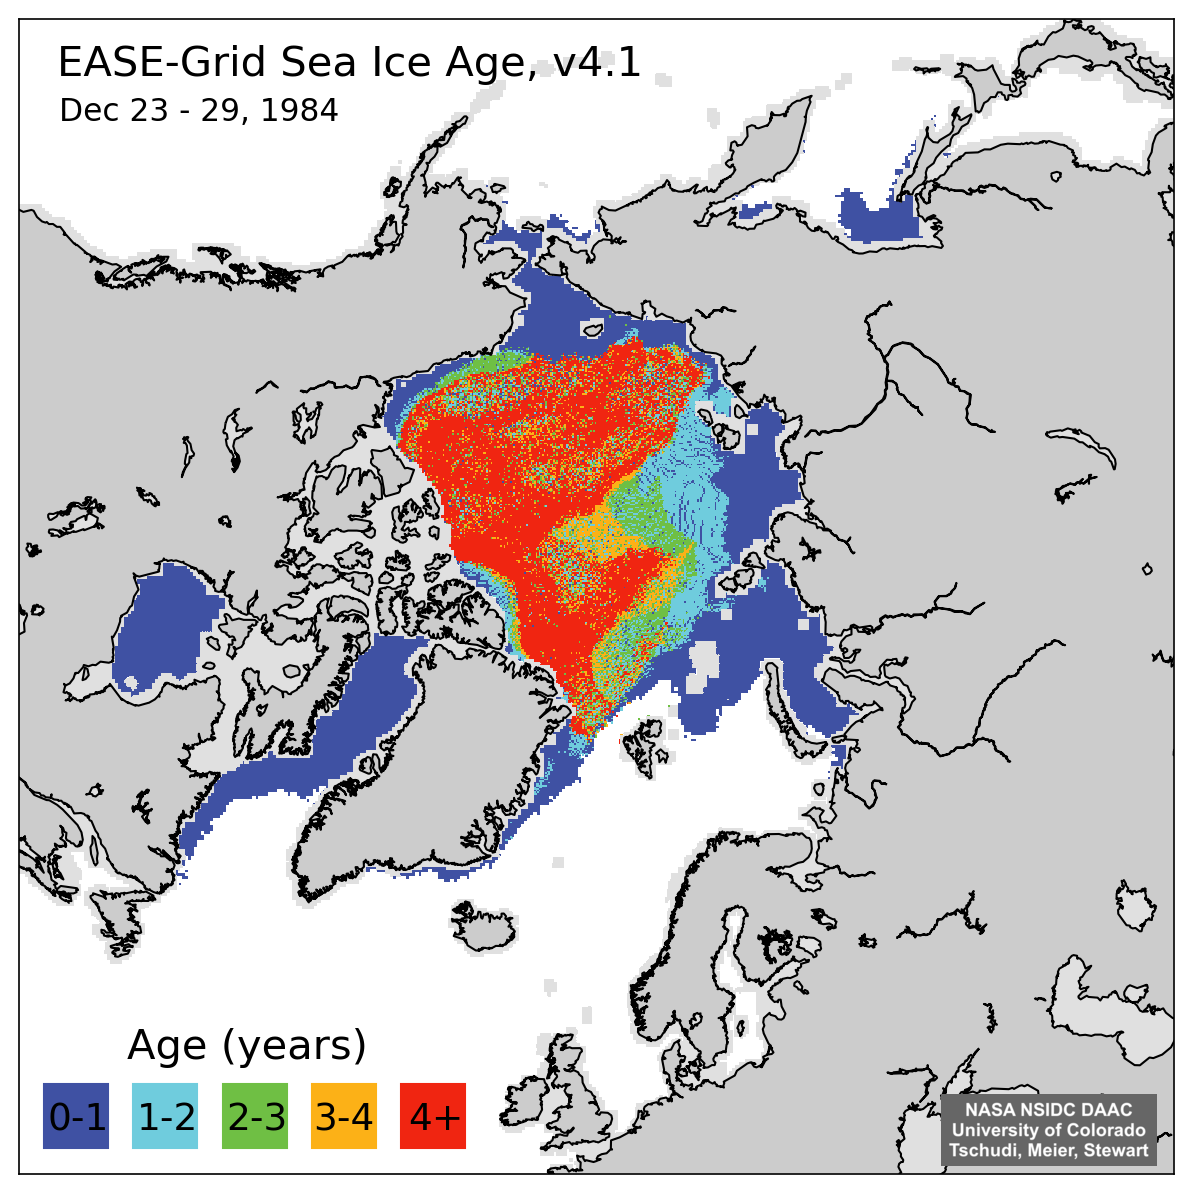 EASE-Grid Sea Ice Age, v4.1
Dec 23 - 29, 1984
Age (years)
0-1 1-2 2-3 3-4 4+
NASA NSIDC DAAC
University of Colorado
Tschudi, Meier, Stewart